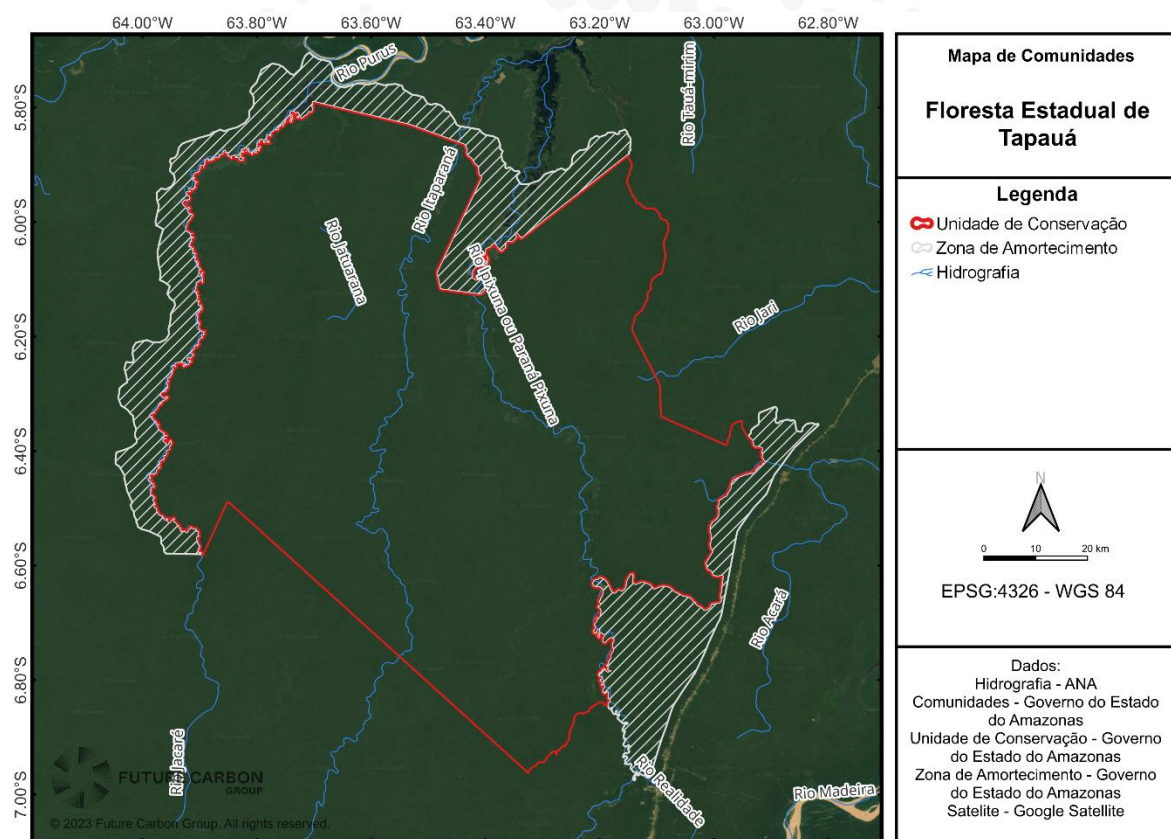 64.00°W 63.80°W 63.60°W 63.40°W 63.20°W 63.00°W 62.80°W
5.80°S
6.00°S
6.20°S
6.40°S
6.60°S
6.80°S
7.00°S
Rio Purus
Rio Tauá-mirim
Rio Itaparaná
Rio Jatuarana
Rio Ipixuna ou Paraná Pixuna
Rio Jari
Rio Acará
Rio Jacaré
Rio Realidade
Rio Madeira
FUTURE CARBON
GROUP
© 2023 Future Carbon Group. All rights reserved.
Mapa de Comunidades
Floresta Estadual de
Tapauá
Legenda
Unidade de Conservação
Zona de Amortecimento
Hidrografia
N
0 10 20 km
EPSG:4326 - WGS 84
Dados:
Hidrografia - ANA
Comunidades - Governo do Estado
do Amazonas
Unidade de Conservação - Governo
do Estado do Amazonas
Zona de Amortecimento - Governo
do Estado do Amazonas
Satelite - Google Satellite